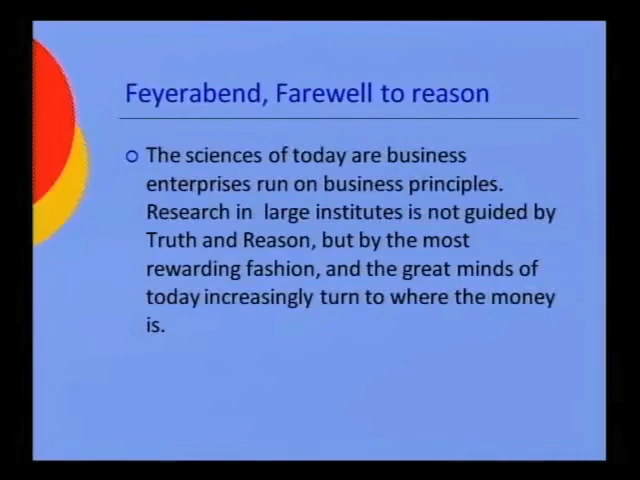 Feyerabend, Farewell to reason
The sciences of today are business
enterprises run on business principles.
Research in large institutes is not guided by
Truth and Reason, but by the most
rewarding fashion, and the great minds of
today increasingly turn to where the money
is.